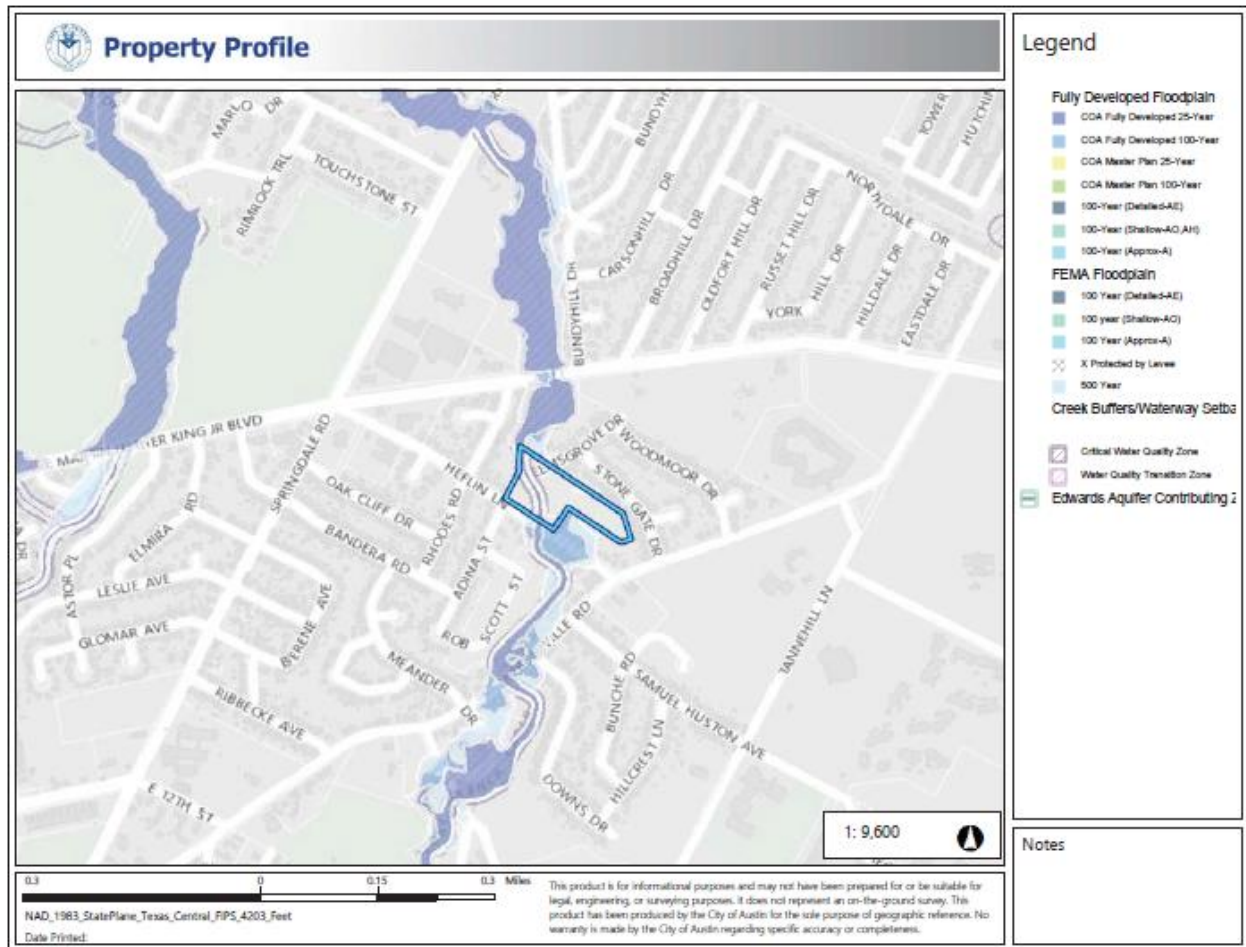 Property Profile
MARLO DR
RIMROCK TRL
TOUCHSTONE ST
BUNDYHILL DR
CARSONHILL DR
BROADHILL DR
OLDFORT HILL DR
RUSSET HILL DR
YORK HILL DR
HILLDALE DR
EASTDALE DR
NORTHDALE DR
TOWER
HUTCHIN
ER KING JR BLVD
SPRINGDALE RD
HEFLIN LN
OAK CLIFF DR
BANDERA RD
RHODES RD
ADINA ST
SCOTT ST
ROB
STONE GATE DR
WOODMOOR DR
ELMIRA RD
ASTOR PL
LESLIE AVE
GLOMAR AVE
BERENE AVE
RIBBECKE AVE
MEANDER DR
E 12TH ST
VILLE RD
BUNCHE RD
HILLCREST LN
SAMUEL HUSTON AVE
DOWNS DR
TANNEHILL LN
1: 9,600
Legend
Fully Developed Floodplain
COA Fully Developed 25-Year
COA Fully Developed 100-Year
COA Master Plan 25-Year
COA Master Plan 100-Year
100-Year (Detailed-AE)
100-Year (Shallow-AO,AH)
100-Year (Approx-A)
FEMA Floodplain
100 Year (Detailed-AE)
100 year (Shallow-AO)
100 Year (Approx-A)
X Protected by Levee
500 Year
Creek Buffers/Waterway Setba
Critical Water Quality Zone
Water Quality Transition Zone
Edwards Aquifer Contributing Z
Notes
0.3 0 0.15 0.3 Miles
NAD_1983_StatePlane_Texas_Central_FIPS_4203_Feet
Date Printed:
This product is for informational purposes and may not have been prepared for or be suitable for
legal, engineering, or surveying purposes. It does not represent an on-the-ground survey. This
product has been produced by the City of Austin for the sole purpose of geographic reference. No
warranty is made by the City of Austin regarding specific accuracy or completeness.